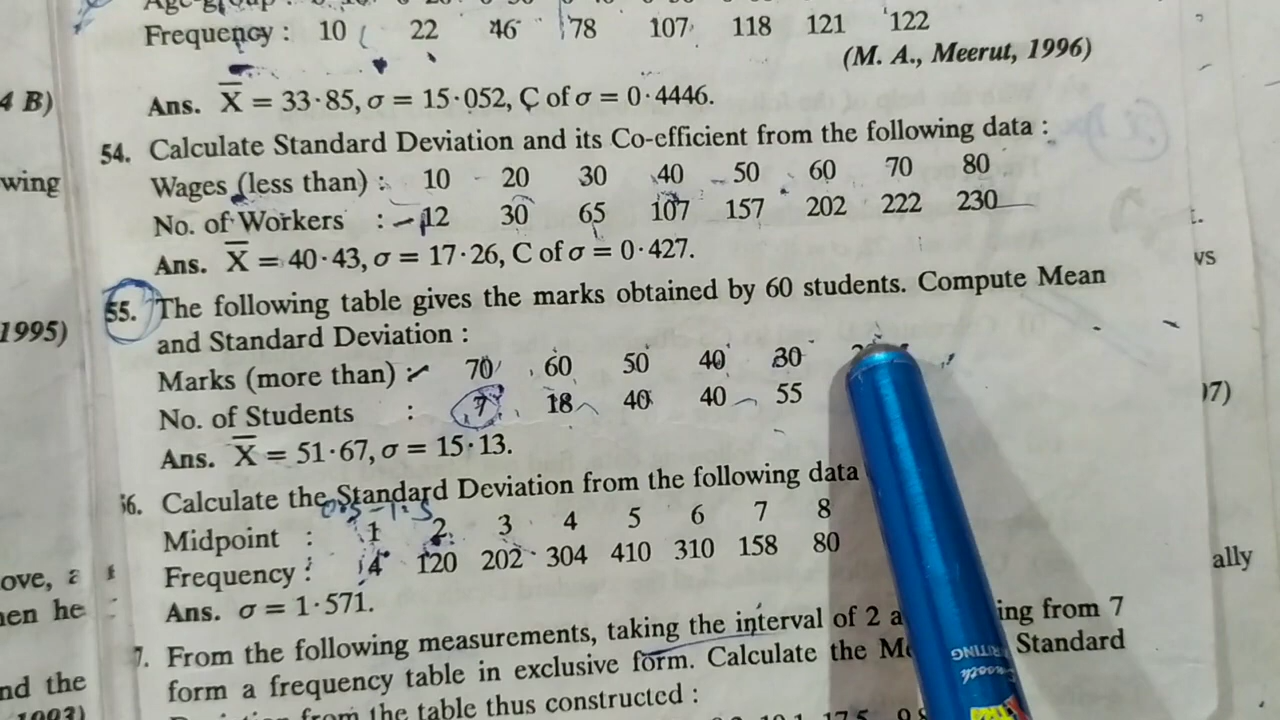 Frequency : 10 22 46 78 107 118 121 122
(M. A., Meerut, 1996)
4 B)
Ans. X̄ = 33·85, σ = 15·052, C of σ = 0·4446.
54. Calculate Standard Deviation and its Co-efficient from the following data :
wing
Wages (less than) : 10 20 30 40 50 60 70 80
No. of Workers : 12 30 65 107 157 202 222 230
Ans. X̄ = 40·43, σ = 17·26, C of σ = 0·427.
vs
55. The following table gives the marks obtained by 60 students. Compute Mean
1995)
and Standard Deviation :
Marks (more than) : 70 60 50 40 30
No. of Students : 7 18 40 40 55
Ans. X̄ = 51·67, σ = 15·13.
56. Calculate the Standard Deviation from the following data
0.5-1.5
Midpoint : 1 2 3 4 5 6 7 8
Frequency : 4 120 202 304 410 310 158 80
ove, a
ally
Ans. σ = 1·571.
en he
7. From the following measurements, taking the interval of 2 a ing from 7
form a frequency table in exclusive form. Calculate the Me Standard
nd the
from the table thus constructed :